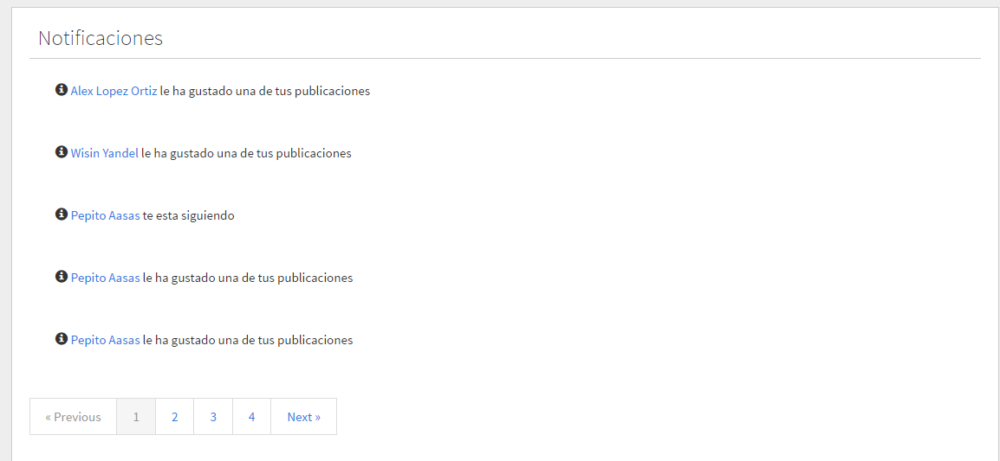 Notificaciones
Alex Lopez Ortiz le ha gustado una de tus publicaciones
Wisin Yandel le ha gustado una de tus publicaciones
Pepito Aasas te esta siguiendo
Pepito Aasas le ha gustado una de tus publicaciones
Pepito Aasas le ha gustado una de tus publicaciones
« Previous 1 2 3 4 Next »